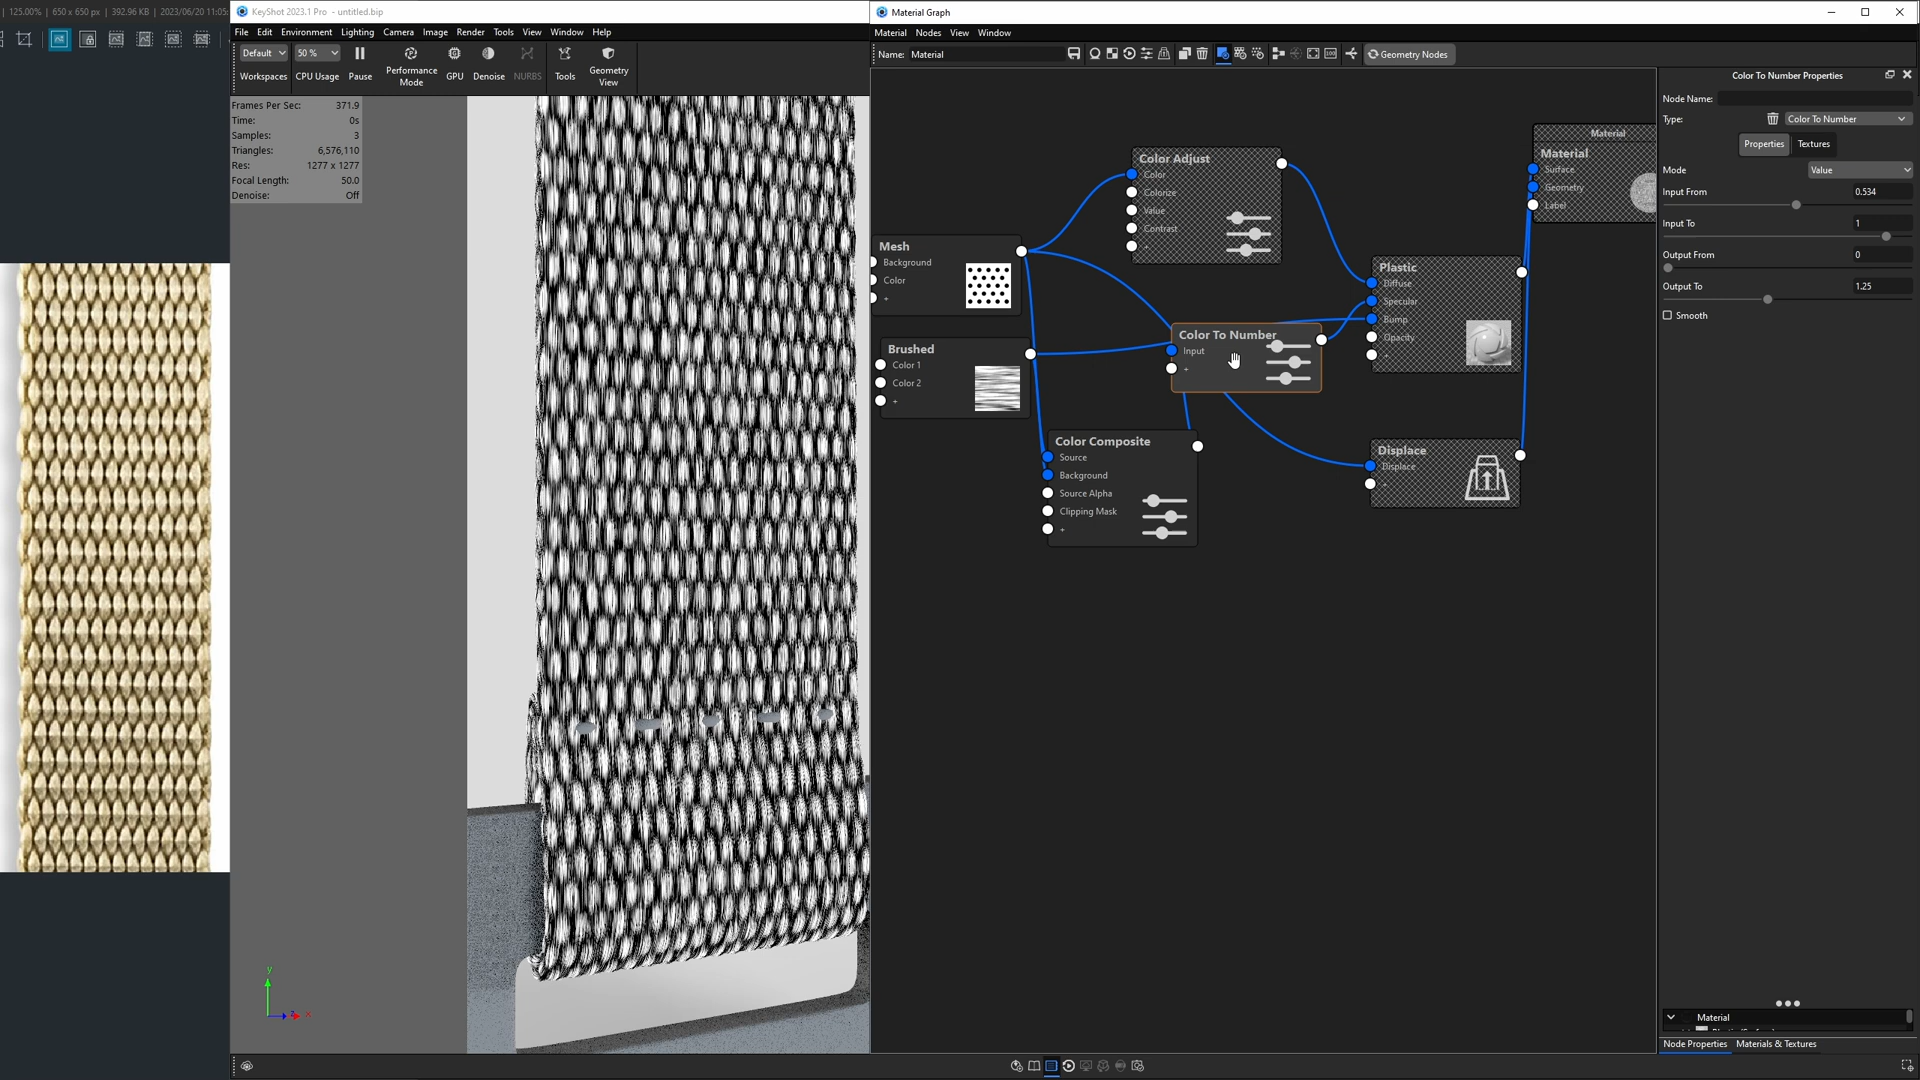 125.00% | 650 x 650 px | 392.96 KB | 2023/06/20 11:05:
KeyShot 2023.1 Pro - untitled.bip
File Edit Environment Lighting Camera Image Render Tools View Window Help
Default 50 %
Workspaces CPU Usage Pause Performance Mode GPU Denoise NURBS Tools Geometry View
Frames Per Sec: 371.9
Time: 0s
Samples: 3
Triangles: 6,576,110
Res: 1277 x 1277
Focal Length: 50.0
Denoise: Off
y
z x
Material Graph
Material Nodes View Window
Name: Material
Geometry Nodes
Mesh
Background
Color
+
Brushed
Color 1
Color 2
+
Color Adjust
Color
Colorize
Value
Contrast
+
Color To Number
Input
+
Color Composite
Source
Background
Source Alpha
Clipping Mask
+
Plastic
Diffuse
Specular
Bump
Opacity
+
Displace
Displace
+
Material
Material
Surface
Geometry
Label
Color To Number Properties
Node Name:
Type: Color To Number
Properties Textures
Mode Value
Input From 0.534
Input To 1
Output From 0
Output To 1.25
Smooth
Material
Node Properties Materials & Textures